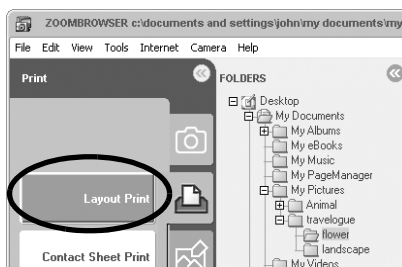 ZOOMBROWSER c:\documents and settings\john\my documents\my
File Edit View Tools Internet Camera Help
Print
FOLDERS
Desktop
My Documents
My Albums
My eBooks
My Music
My PageManager
My Pictures
Animal
travelogue
flower
landscape
My Videos
Layout Print
Contact Sheet Print